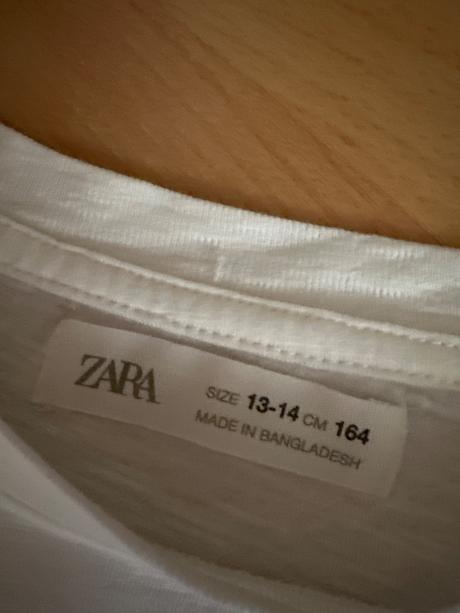 ZARA
SIZE 13-14 CM 164
MADE IN BANGLADESH